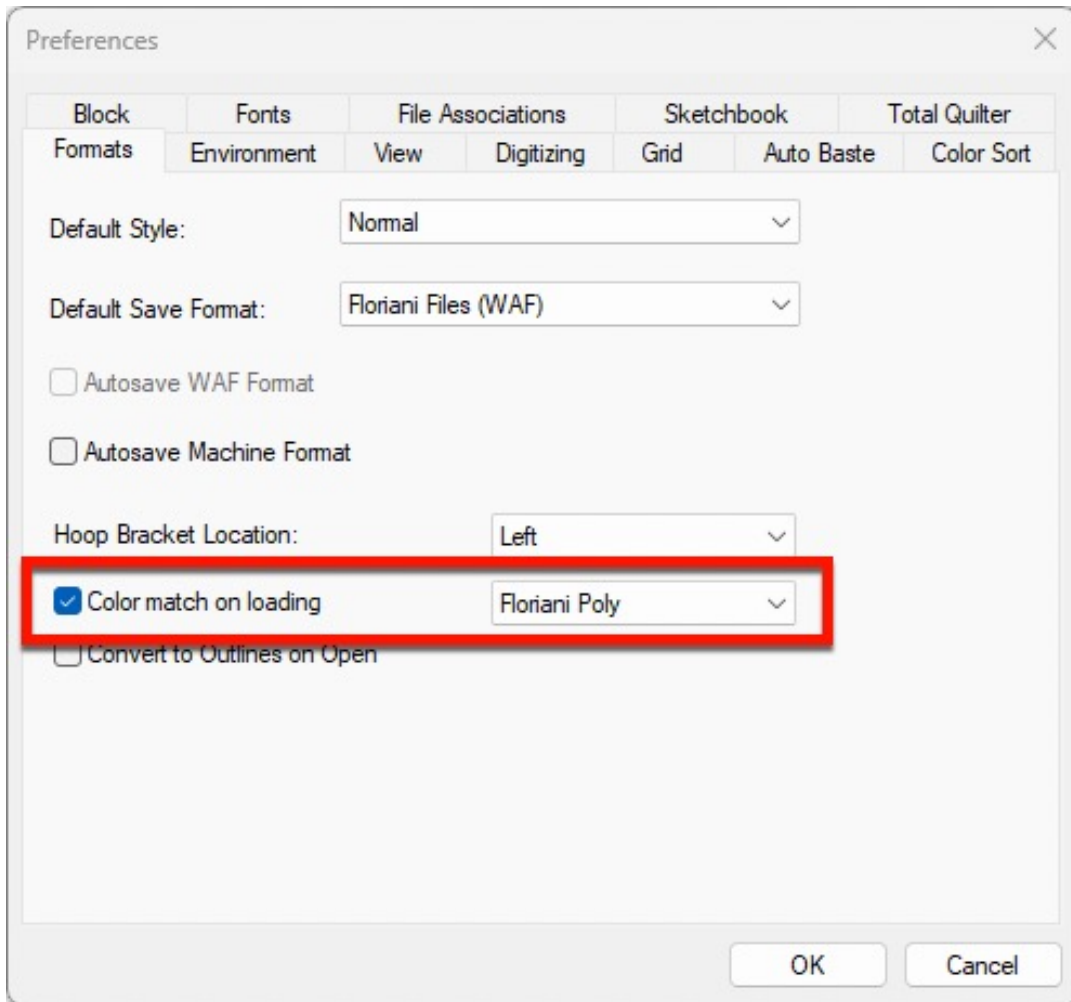 Preferences
Block Fonts File Associations Sketchbook Total Quilter
Formats Environment View Digitizing Grid Auto Baste Color Sort
Default Style: Normal
Default Save Format: Floriani Files (WAF)
Autosave WAF Format
Autosave Machine Format
Hoop Bracket Location: Left
Color match on loading Floriani Poly
Convert to Outlines on Open
OK Cancel